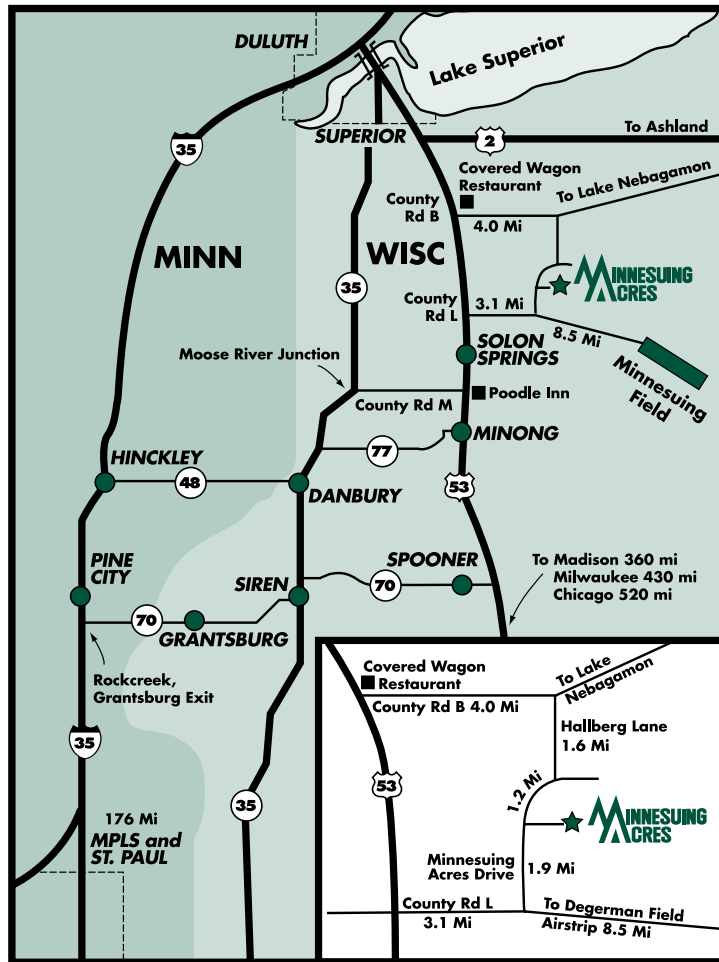 DULUTH
Lake Superior
SUPERIOR
2
To Ashland
35
Covered Wagon
Restaurant
To Lake Nebagamon
County
Rd B
4.0 Mi
MINN
WISC
MINNESUING
ACRES
35
County
Rd L
3.1 Mi
8.5 Mi
SOLON
SPRINGS
Minnesuing
Field
Moose River Junction
County Rd M
Poodle Inn
MINONG
77
HINCKLEY
48
DANBURY
53
PINE
CITY
SIREN
SPOONER
70
To Madison 360 mi
Milwaukee 430 mi
Chicago 520 mi
70
GRANTSBURG
Rockcreek,
Grantsburg Exit
35
35
176 Mi
MPLS and
ST. PAUL
Covered Wagon
Restaurant
To Lake
Nebagamon
County Rd B 4.0 Mi
Hallberg Lane
1.6 Mi
53
1.2 Mi
MINNESUING
ACRES
Minnesuing
Acres Drive
1.9 Mi
County Rd L
3.1 Mi
To Degerman Field
Airstrip 8.5 Mi